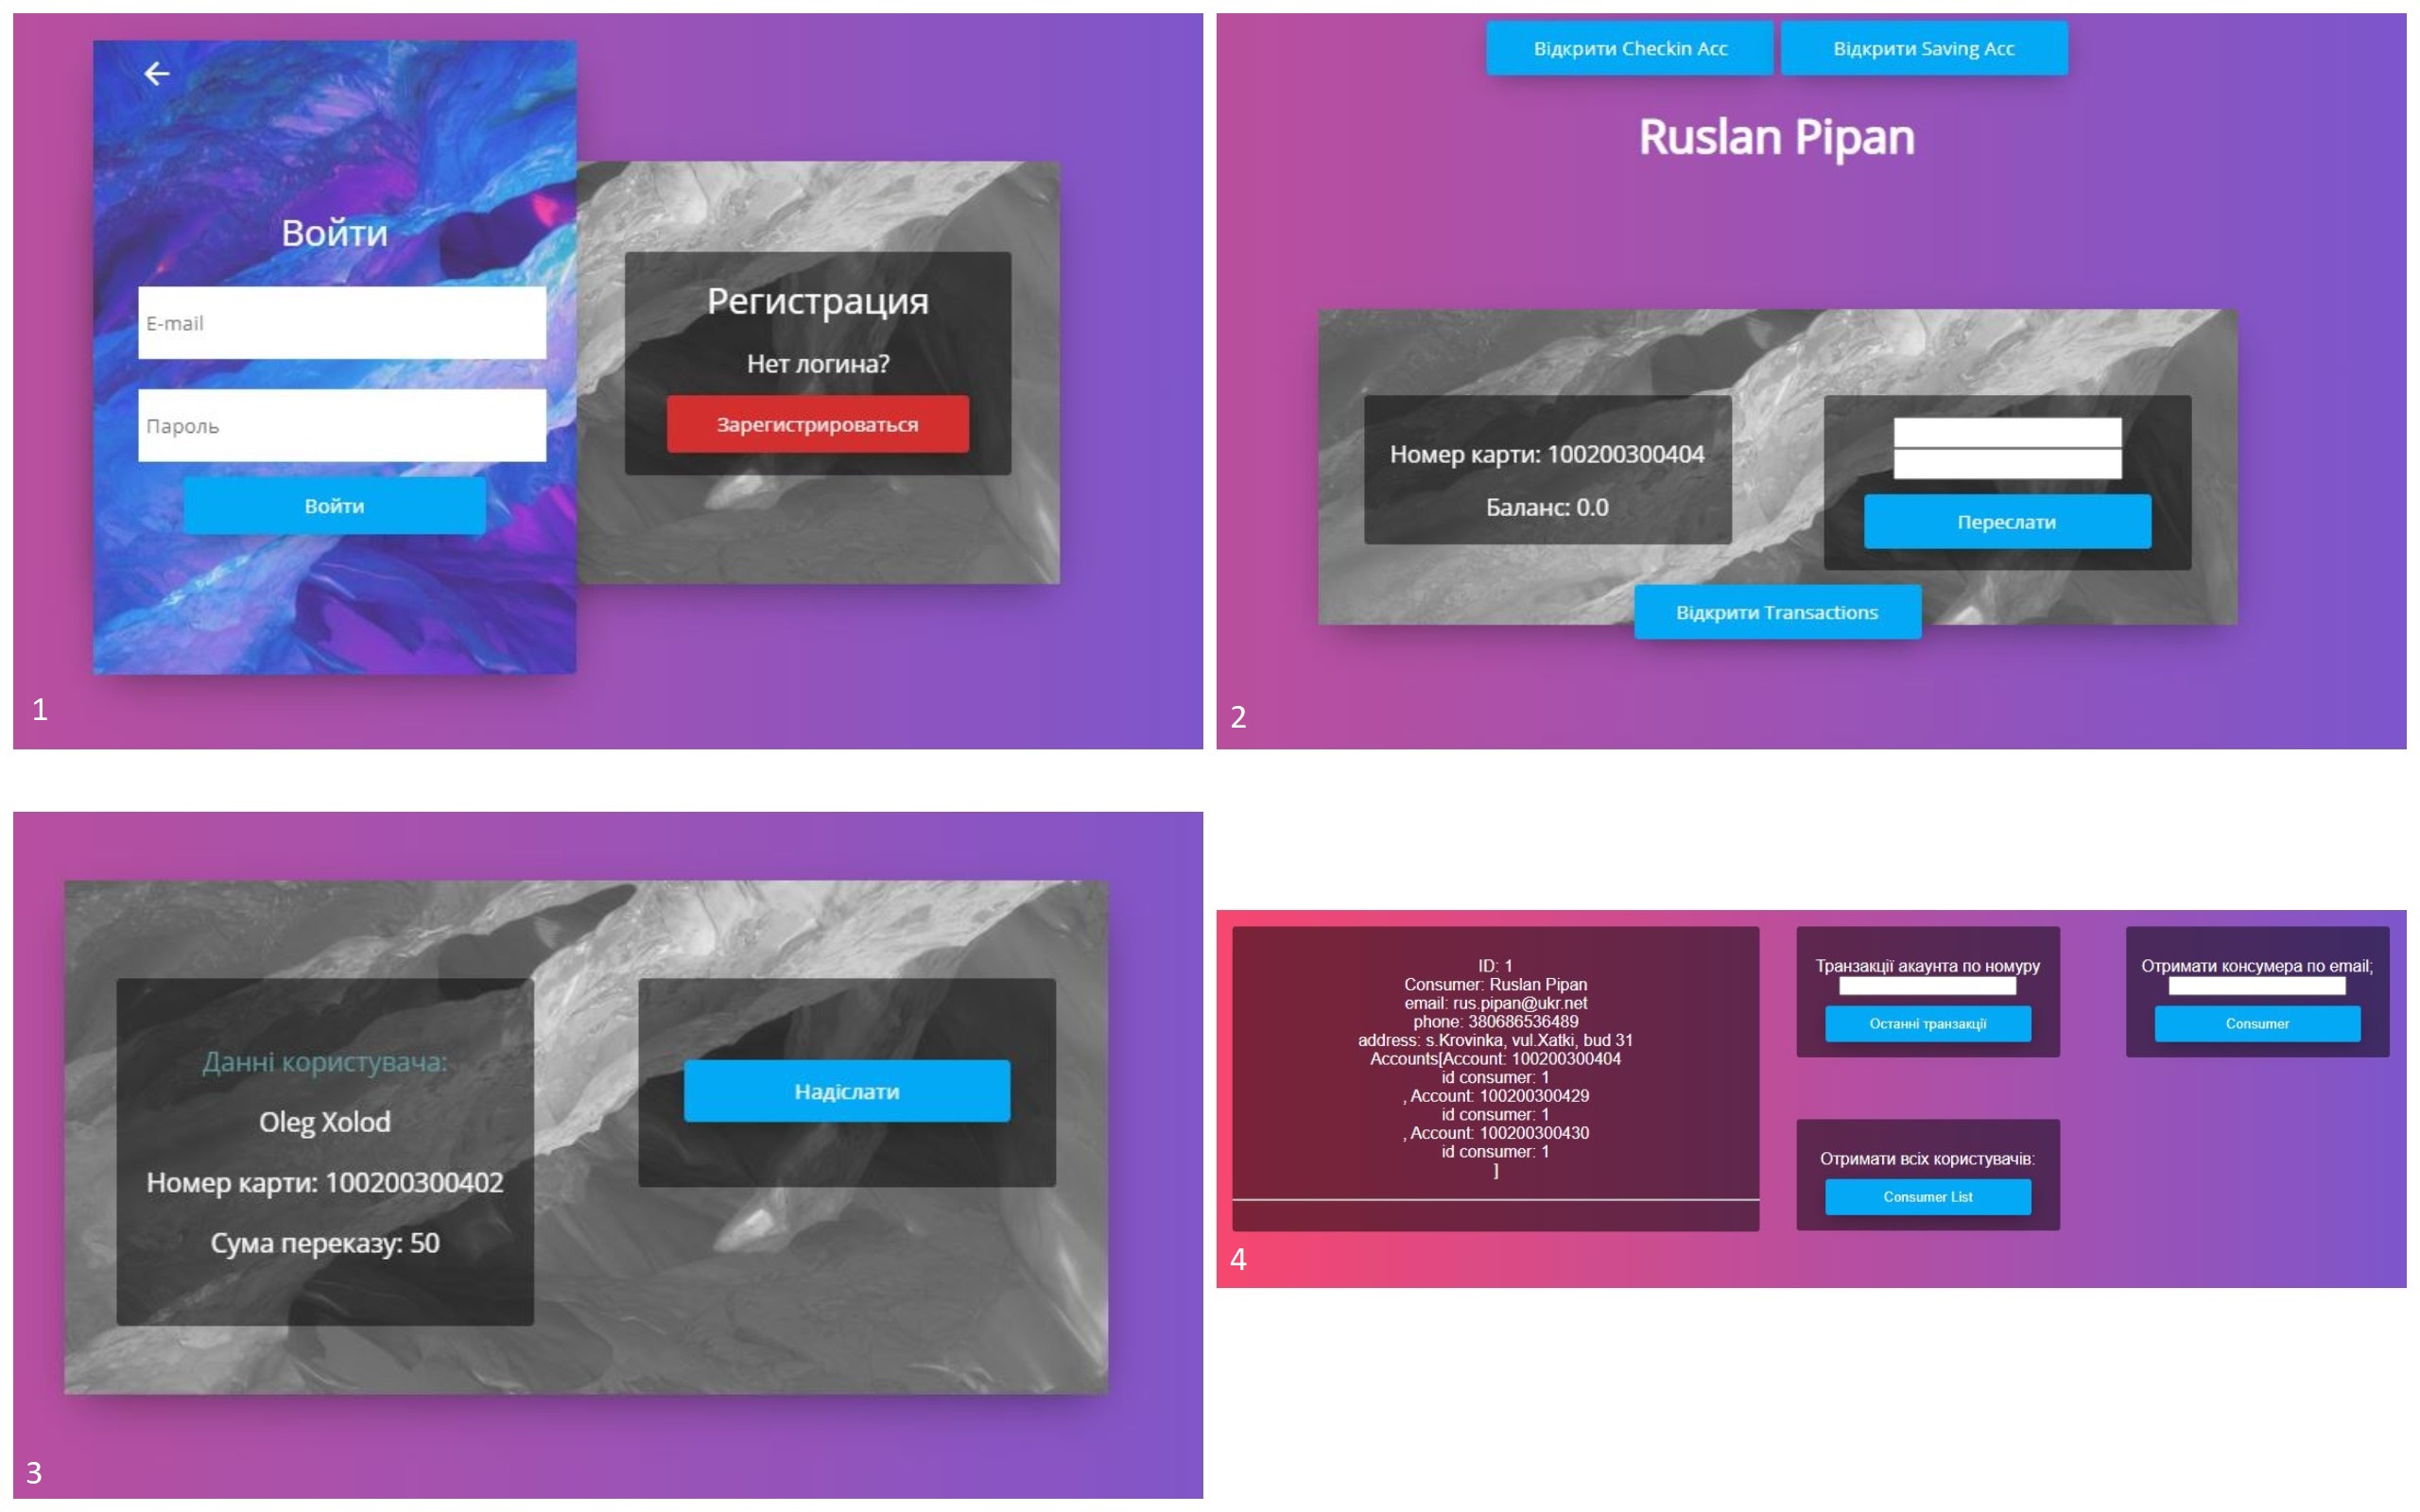 Войти
E-mail
Пароль
Войти
Регистрация
Нет логина?
Зарегистрироваться
1
Відкрити Checkin Acc
Відкрити Saving Acc
Ruslan Pipan
Номер карти: 100200300404
Баланс: 0.0
Переслати
Відкрити Transactions
2
Данні користувача:
Oleg Xolod
Номер карти: 100200300402
Сума переказу: 50
Надіслати
3
ID: 1
Consumer: Ruslan Pipan
email: rus.pipan@ukr.net
phone: 380686536489
address: s.Krovinka, vul.Xatki, bud 31
Accounts[Account: 100200300404
id consumer: 1
, Account: 100200300429
id consumer: 1
, Account: 100200300430
id consumer: 1
]
Транзакції акаунта по номуру
Останні транзакції
Отримати консумера по email;
Consumer
Отримати всіх користувачів:
Consumer List
4